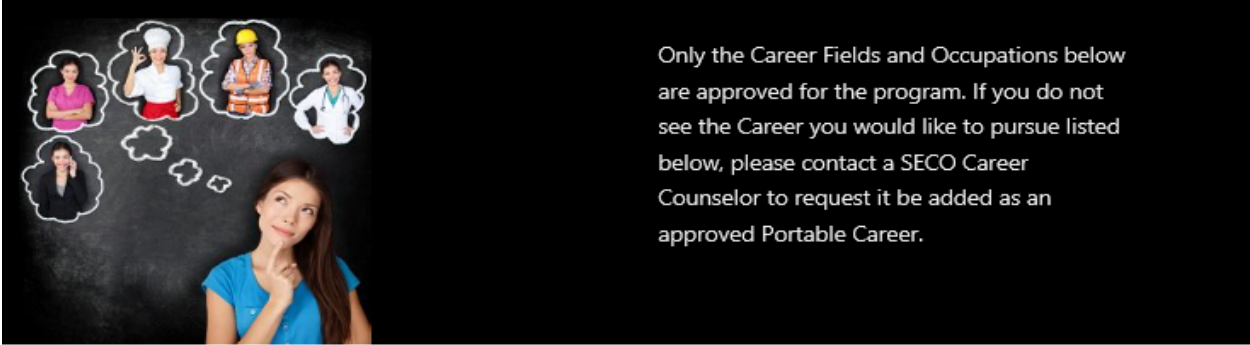 Only the Career Fields and Occupations below
are approved for the program. If you do not
see the Career you would like to pursue listed
below, please contact a SECO Career
Counselor to request it be added as an
approved Portable Career.